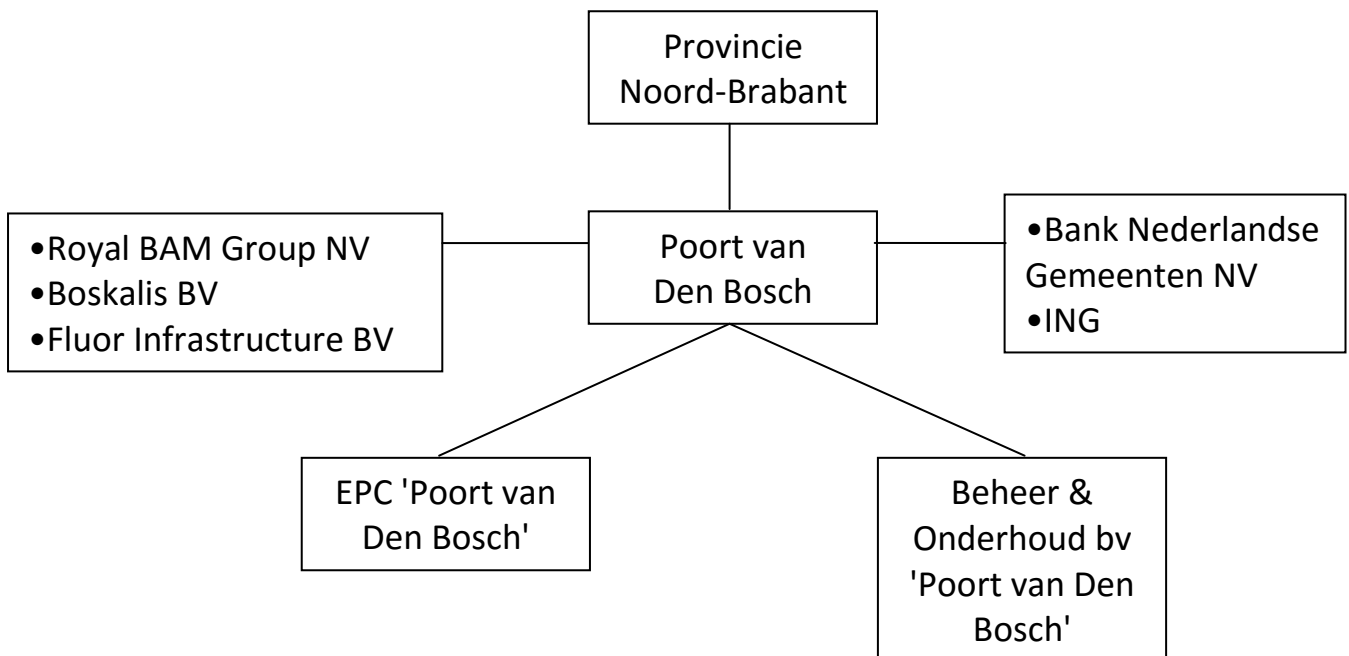 Provincie
Noord-Brabant
•Royal BAM Group NV
•Boskalis BV
•Fluor Infrastructure BV
Poort van
Den Bosch
•Bank Nederlandse
Gemeenten NV
•ING
EPC 'Poort van
Den Bosch'
Beheer &
Onderhoud bv
'Poort van Den
Bosch'